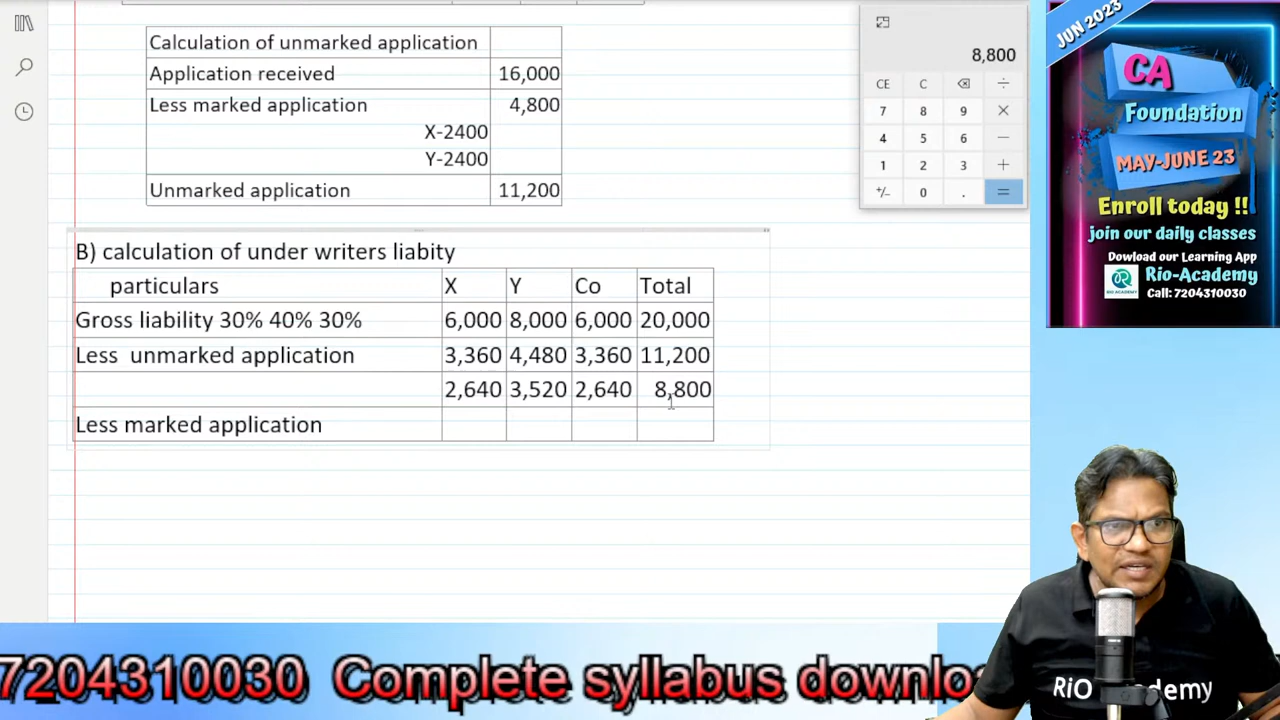 Calculation of unmarked application
Application received 16,000
Less marked application 4,800
X-2400
Y-2400
Unmarked application 11,200
B) calculation of under writers liabity
particulars X Y Co Total
Gross liability 30% 40% 30% 6,000 8,000 6,000 20,000
Less unmarked application 3,360 4,480 3,360 11,200
2,640 3,520 2,640 8,800
Less marked application
8,800
CE C ⌫ ÷
7 8 9 ×
4 5 6 −
1 2 3 +
+/− 0 . =
JUN 2023
CA
Foundation
MAY-JUNE 23
Enroll today !!
join our daily classes
Dowload our Learning App
Rio-Academy
Call: 7204310030
RIO ACADEMY
7204310030 Complete syllabus downlo